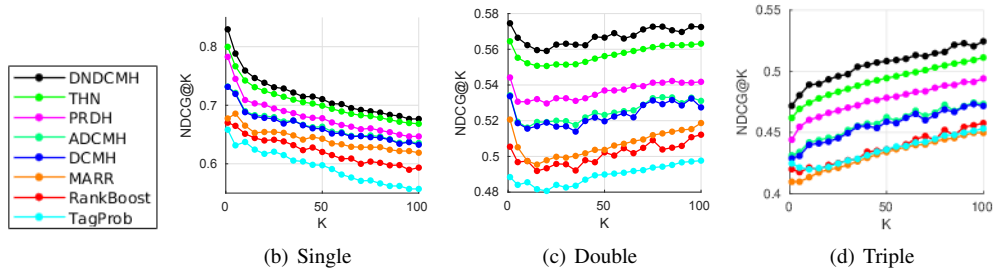 DNDCMH
THN
PRDH
ADCMH
DCMH
MARR
RankBoost
TagProb
0.8
0.7
0.6
NDCG@K
0
50
100
K
(b) Single
0.58
0.56
0.54
0.52
0.5
0.48
NDCG@K
0
50
100
K
(c) Double
0.55
0.5
0.45
0.4
NDCG@K
0
50
100
K
(d) Triple